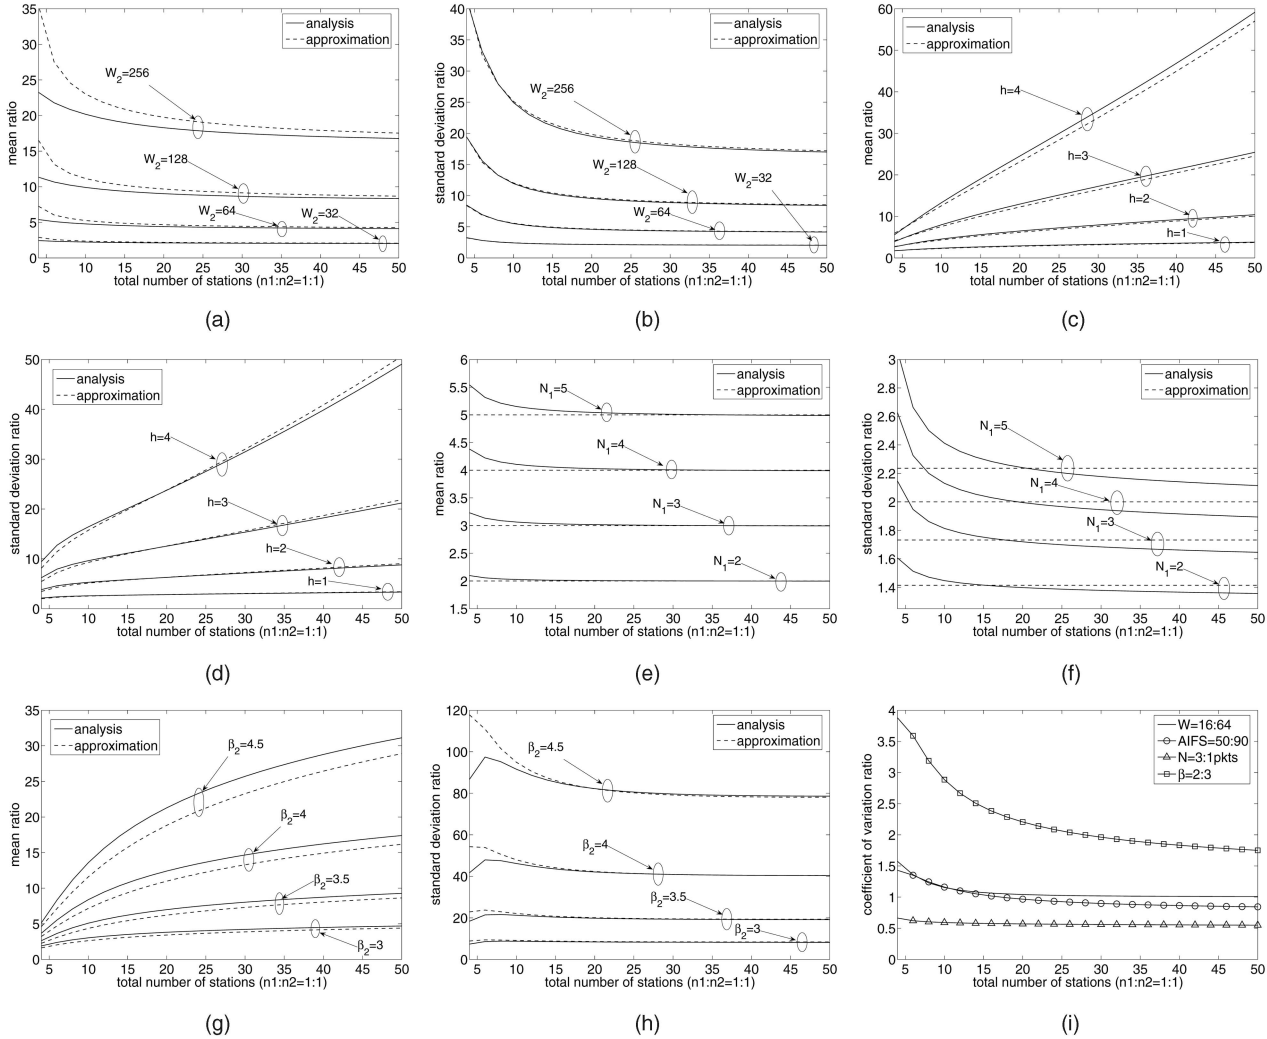 35
30
25
20
15
10
5
0
mean ratio
analysis
approximation
W2=256
W2=128
W2=64
W2=32
5 10 15 20 25 30 35 40 45 50
total number of stations (n1:n2=1:1)
(a)
40
35
30
25
20
15
10
5
0
standard deviation ratio
analysis
approximation
W2=256
W2=128
W2=32
W2=64
5 10 15 20 25 30 35 40 45 50
total number of stations (n1:n2=1:1)
(b)
60
50
40
30
20
10
0
mean ratio
analysis
approximation
h=4
h=3
h=2
h=1
5 10 15 20 25 30 35 40 45 50
total number of stations (n1:n2=1:1)
(c)
50
40
30
20
10
0
standard deviation ratio
analysis
approximation
h=4
h=3
h=2
h=1
5 10 15 20 25 30 35 40 45 50
total number of stations (n1:n2=1:1)
(d)
6
5.5
5
4.5
4
3.5
3
2.5
2
1.5
mean ratio
analysis
approximation
N1=5
N1=4
N1=3
N1=2
5 10 15 20 25 30 35 40 45 50
total number of stations (n1:n2=1:1)
(e)
3
2.8
2.6
2.4
2.2
2
1.8
1.6
1.4
standard deviation ratio
analysis
approximation
N1=5
N1=4
N1=3
N1=2
5 10 15 20 25 30 35 40 45 50
total number of stations (n1:n2=1:1)
(f)
35
30
25
20
15
10
5
0
mean ratio
analysis
approximation
β2=4.5
β2=4
β2=3.5
β2=3
5 10 15 20 25 30 35 40 45 50
total number of stations (n1:n2=1:1)
(g)
120
100
80
60
40
20
0
standard deviation ratio
analysis
approximation
β2=4.5
β2=4
β2=3.5
β2=3
5 10 15 20 25 30 35 40 45 50
total number of stations (n1:n2=1:1)
(h)
4
3.5
3
2.5
2
1.5
1
0.5
0
coefficient of variation ratio
W=16:64
AIFS=50:90
N=3:1pkts
β=2:3
5 10 15 20 25 30 35 40 45 50
total number of stations (n1:n2=1:1)
(i)